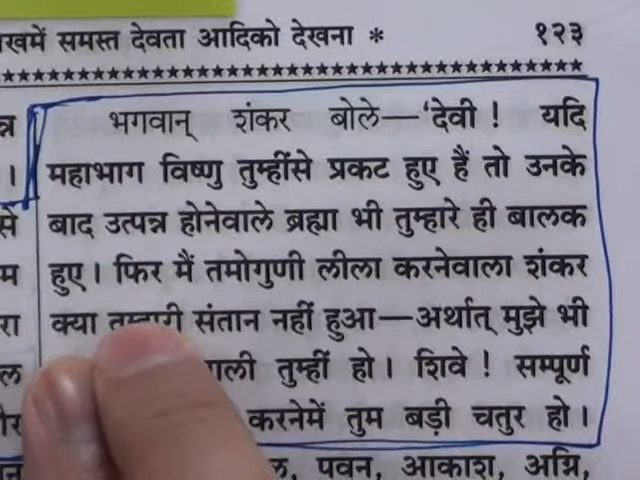 खमें समस्त देवता आदिको देखना * १२३
भगवान् शंकर बोले—‘देवी ! यदि
महाभाग विष्णु तुम्हींसे प्रकट हुए हैं तो उनके
बाद उत्पन्न होनेवाले ब्रह्मा भी तुम्हारे ही बालक
हुए। फिर मैं तमोगुणी लीला करनेवाला शंकर
क्या तुम्हारी संतान नहीं हुआ—अर्थात् मुझे भी
तुम्हीं हो। शिवे ! सम्पूर्ण
करनेमें तुम बड़ी चतुर हो।
पवन, आकाश, अग्नि,